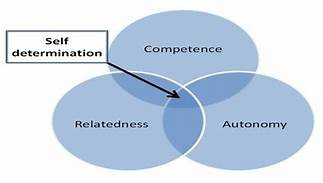 Self
determination
Competence
Relatedness
Autonomy